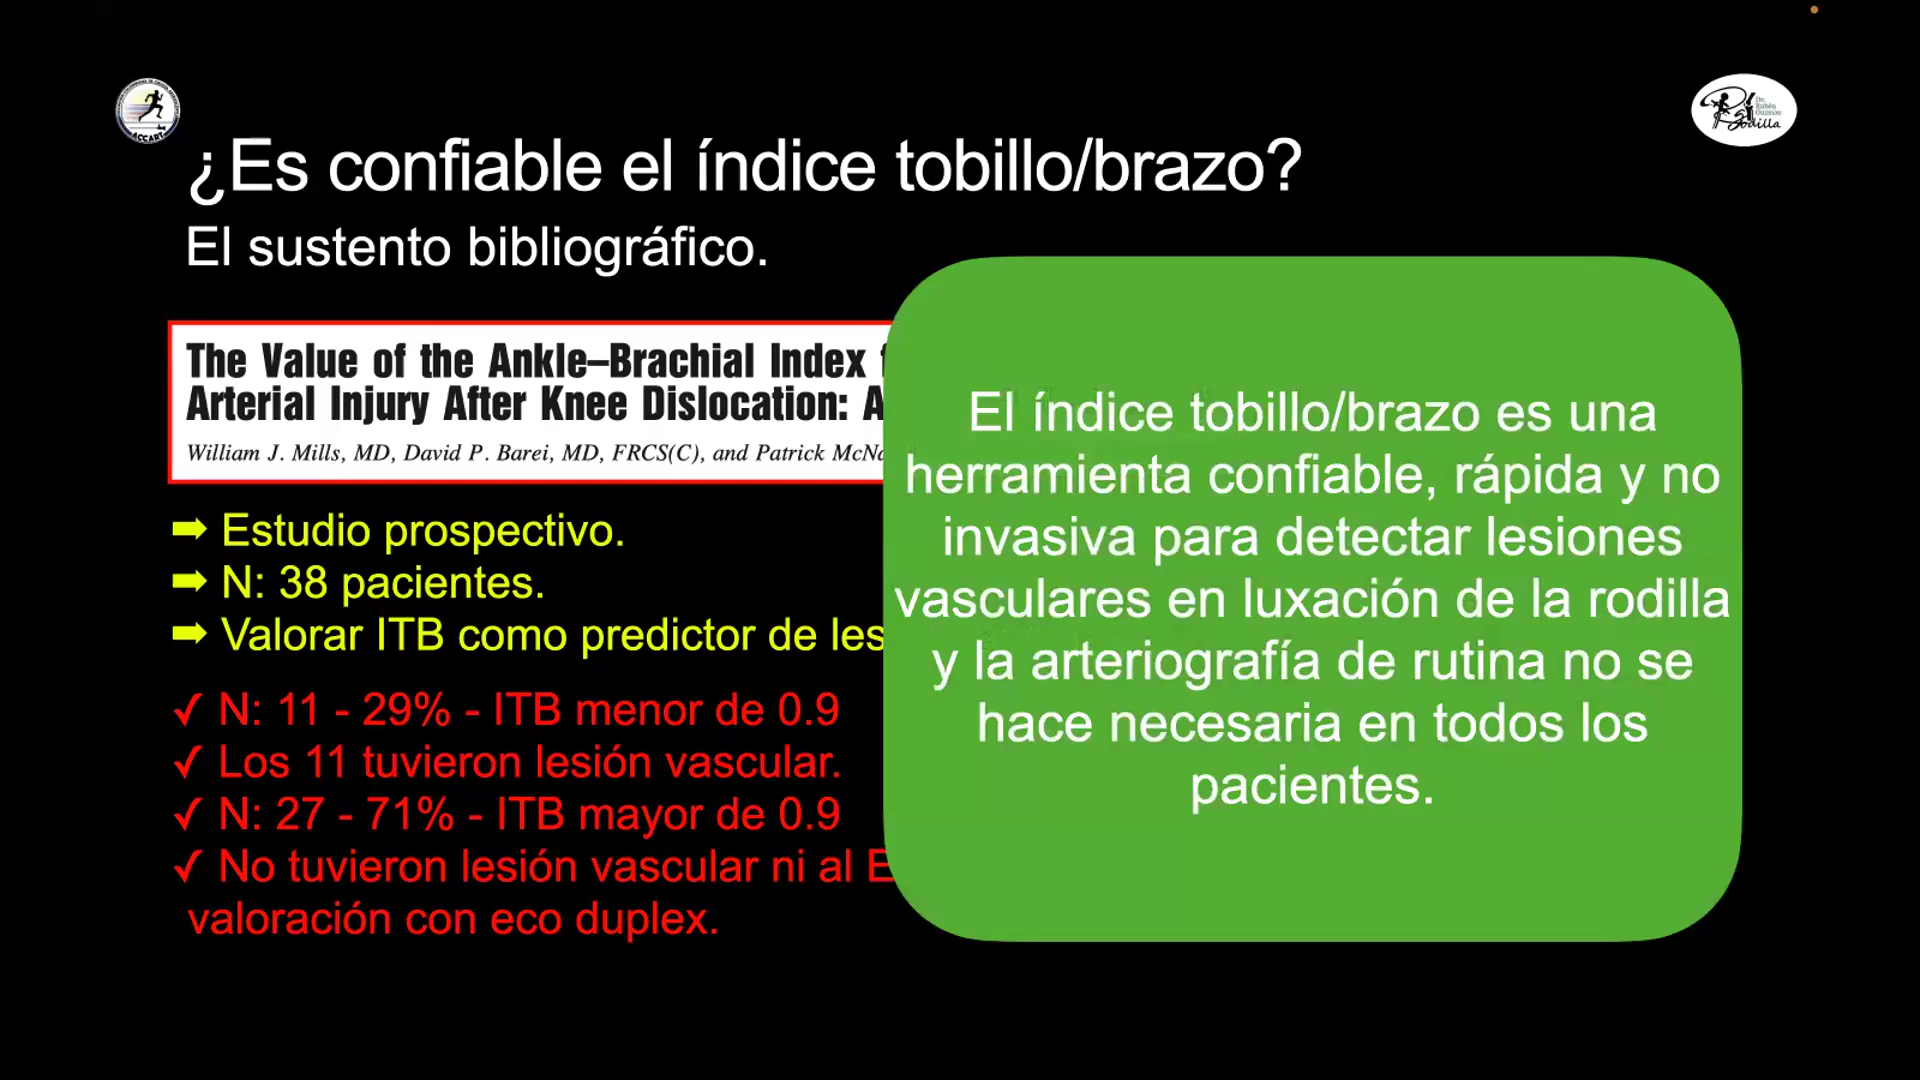 ACCART
Dr.
Rubén
Guzmán
Rodilla
¿Es confiable el índice tobillo/brazo?
El sustento bibliográfico.
The Value of the Ankle–Brachial Index
Arterial Injury After Knee Dislocation: A
William J. Mills, MD, David P. Barei, MD, FRCS(C), and Patrick
➡ Estudio prospectivo.
➡ N: 38 pacientes.
➡ Valorar ITB como predictor de les
✓ N: 11 - 29% - ITB menor de 0.9
✓ Los 11 tuvieron lesión vascular.
✓ N: 27 - 71% - ITB mayor de 0.9
✓ No tuvieron lesión vascular ni al E
valoración con eco duplex.
El índice tobillo/brazo es una
herramienta confiable, rápida y no
invasiva para detectar lesiones
vasculares en luxación de la rodilla
y la arteriografía de rutina no se
hace necesaria en todos los
pacientes.